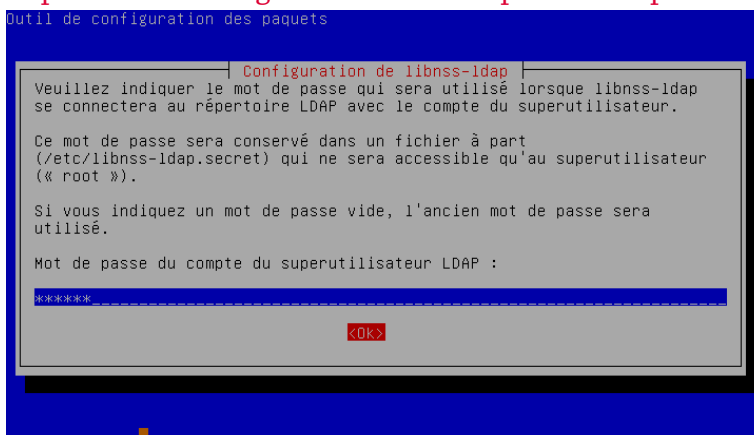 Outil de configuration des paquets
Configuration de libnss-ldap
Veuillez indiquer le mot de passe qui sera utilisé lorsque libnss-ldap
se connectera au répertoire LDAP avec le compte du superutilisateur.
Ce mot de passe sera conservé dans un fichier à part
(/etc/libnss-ldap.secret) qui ne sera accessible qu'au superutilisateur
(« root »).
Si vous indiquez un mot de passe vide, l'ancien mot de passe sera
utilisé.
Mot de passe du compte du superutilisateur LDAP :
******
<Ok>